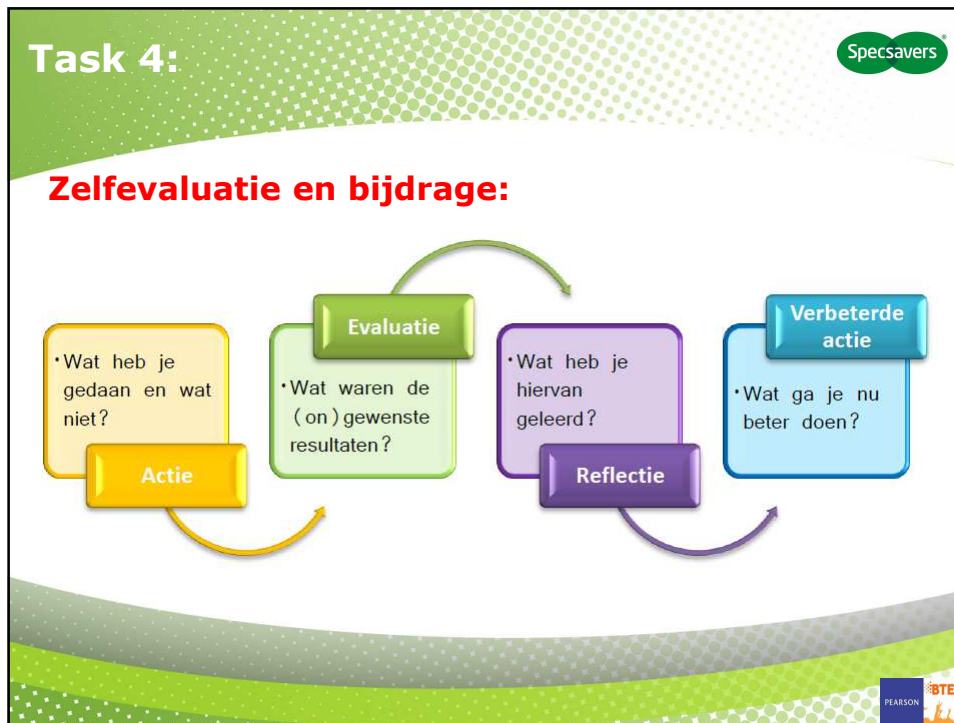 Task 4:
Specsavers
Zelfevaluatie en bijdrage:
• Wat heb je
gedaan en wat
niet?
Actie
Evaluatie
• Wat waren de
(on)gewenste
resultaten?
• Wat heb je
hiervan
geleerd?
Reflectie
Verbeterde
actie
• Wat ga je nu
beter doen?
PEARSON
BTE